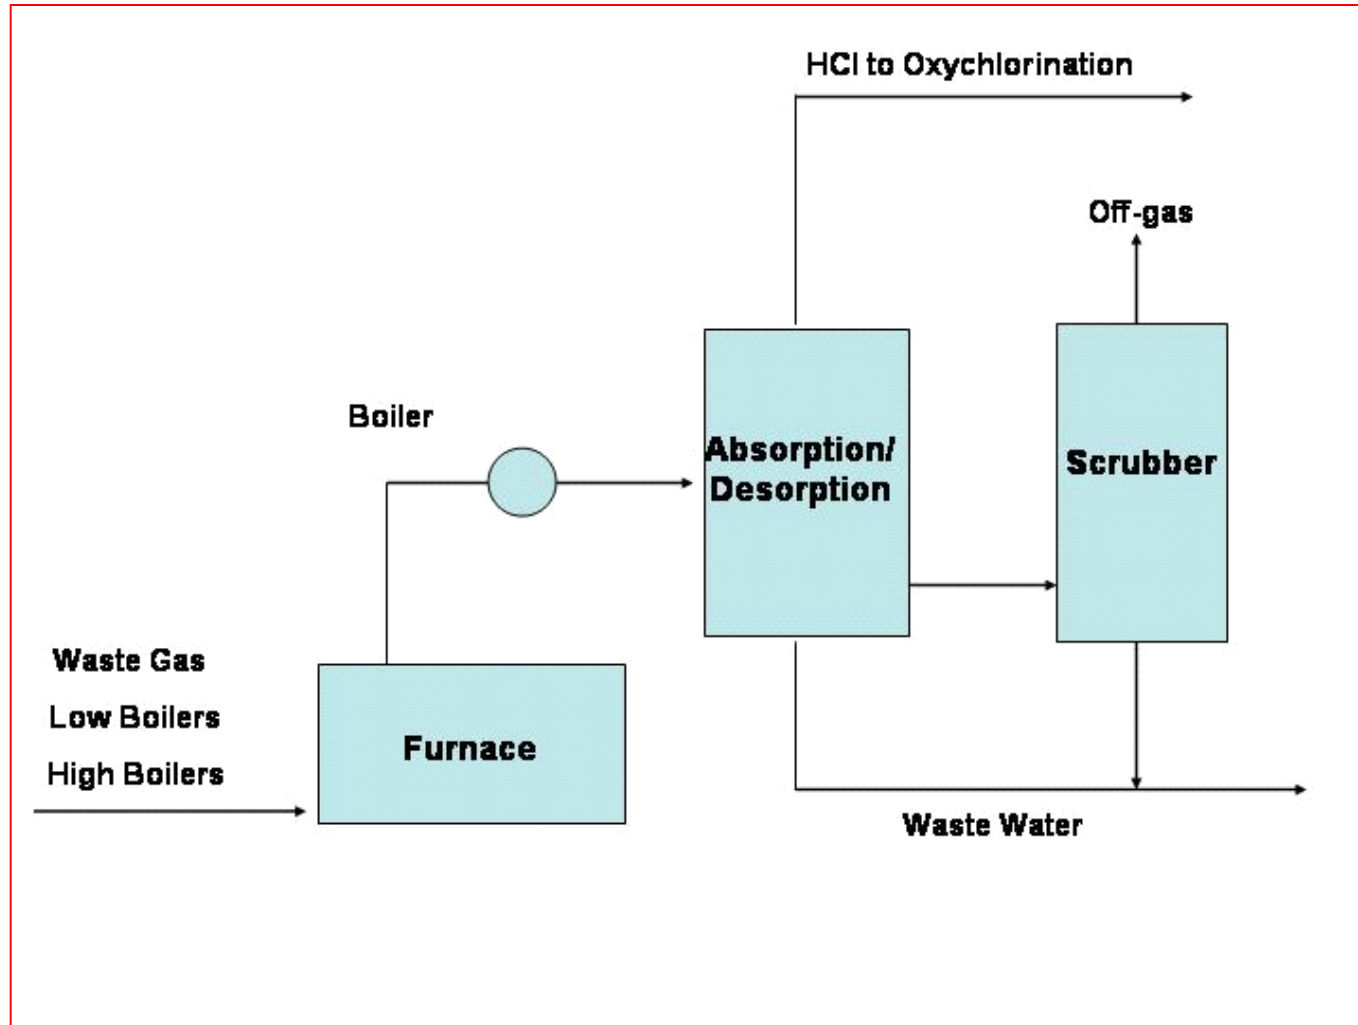 HCl to Oxychlorination
Off-gas
Boiler
Absorption/
Desorption
Scrubber
Waste Gas
Low Boilers
High Boilers
Furnace
Waste Water